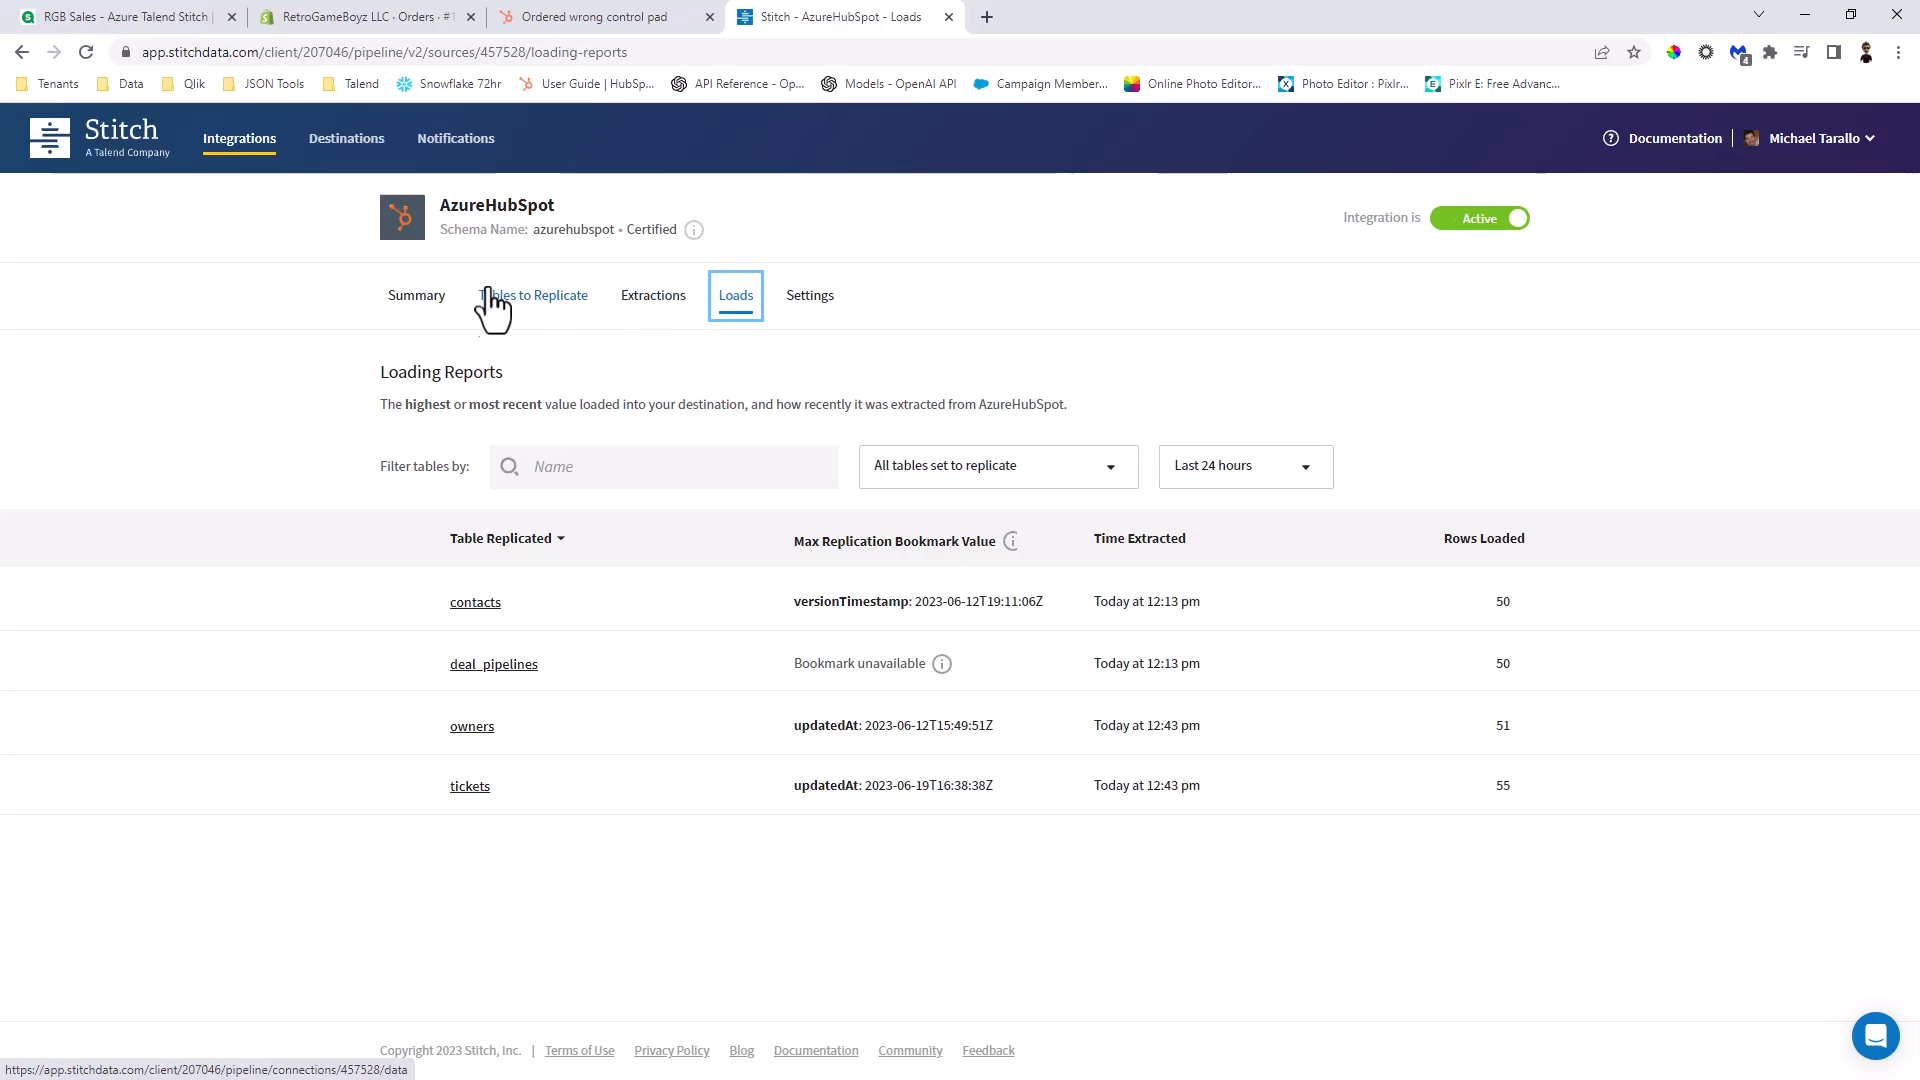 RGB Sales - Azure Talend Stitch |
RetroGameBoyz LLC · Orders · #1
Ordered wrong control pad
Stitch - AzureHubSpot - Loads
app.stitchdata.com/client/207046/pipeline/v2/sources/457528/loading-reports
4
Tenants
Data
Qlik
JSON Tools
Talend
Snowflake 72hr
User Guide | HubSp...
API Reference - Op...
Models - OpenAI API
Campaign Member...
Online Photo Editor...
Photo Editor : Pixlr...
Pixlr E: Free Advanc...
Stitch
A Talend Company
Integrations
Destinations
Notifications
Documentation
Michael Tarallo
AzureHubSpot
Schema Name: azurehubspot • Certified
Integration is
Active
Summary
to Replicate
Extractions
Loads
Settings
Loading Reports
The highest or most recent value loaded into your destination, and how recently it was extracted from AzureHubSpot.
Filter tables by:
Name
All tables set to replicate
Last 24 hours
Table Replicated
Max Replication Bookmark Value
Time Extracted
Rows Loaded
contacts
versionTimestamp: 2023-06-12T19:11:06Z
Today at 12:13 pm
50
deal_pipelines
Bookmark unavailable
Today at 12:13 pm
50
owners
updatedAt: 2023-06-12T15:49:51Z
Today at 12:43 pm
51
tickets
updatedAt: 2023-06-19T16:38:38Z
Today at 12:43 pm
55
Copyright 2023 Stitch, Inc. |
Terms of Use
Privacy Policy
Blog
Documentation
Community
Feedback
https://app.stitchdata.com/client/207046/pipeline/connections/457528/data